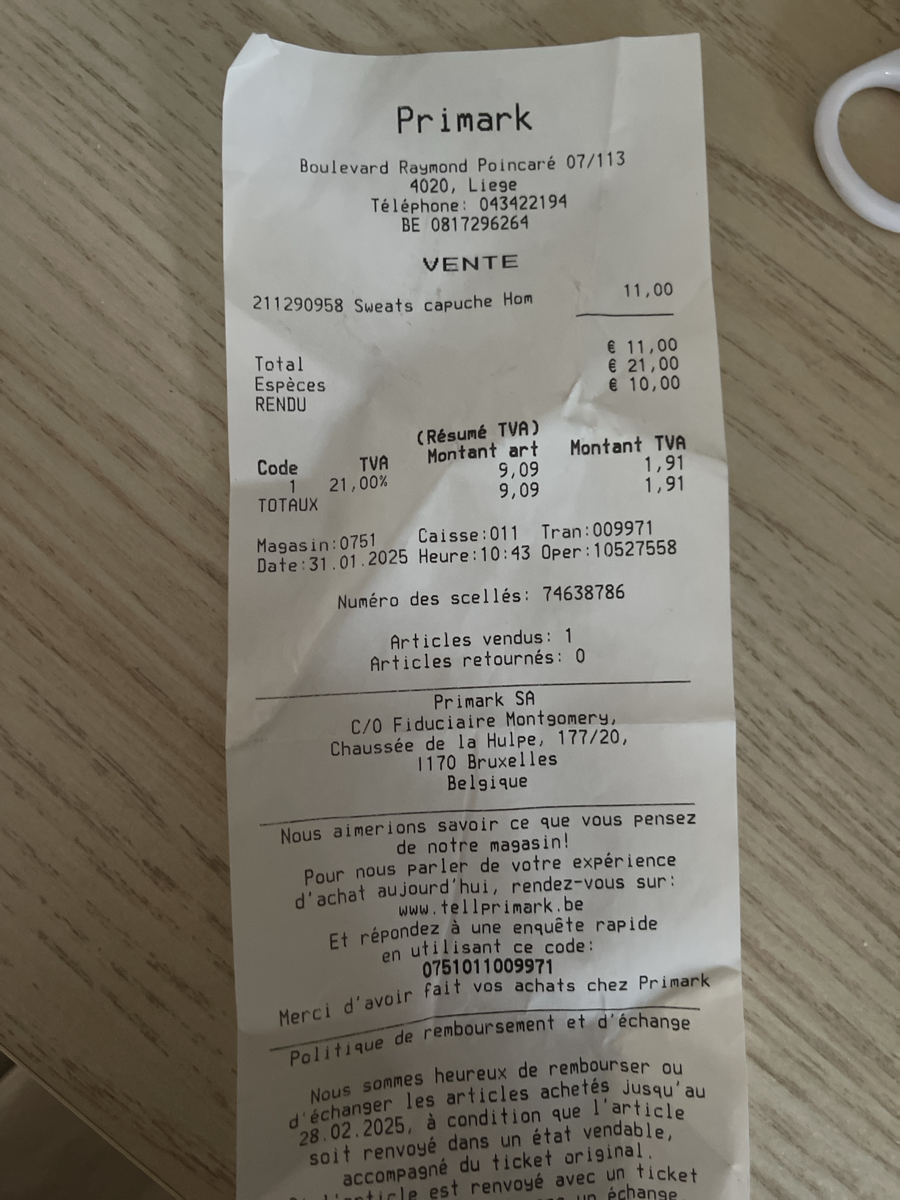 Primark
Boulevard Raymond Poincaré 07/113
4020, Liege
Téléphone: 043422194
BE 0817296264
VENTE
211290958 Sweats capuche Hom 11,00
Total € 11,00
Espèces € 21,00
RENDU € 10,00
(Résumé TVA)
Code TVA Montant art Montant TVA
1 21,00% 9,09 1,91
TOTAUX 9,09 1,91
Magasin:0751 Caisse:011 Tran:009971
Date:31.01.2025 Heure:10:43 Oper:10527558
Numéro des scellés: 74638786
Articles vendus: 1
Articles retournés: 0
Primark SA
C/O Fiduciaire Montgomery,
Chaussée de la Hulpe, 177/20,
1170 Bruxelles
Belgique
Nous aimerions savoir ce que vous pensez
de notre magasin!
Pour nous parler de votre expérience
d'achat aujourd'hui, rendez-vous sur:
www.tellprimark.be
Et répondez à une enquête rapide
en utilisant ce code:
0751011009971
Merci d'avoir fait vos achats chez Primark
Politique de remboursement et d'échange
Nous sommes heureux de rembourser ou
d'échanger les articles achetés jusqu'au
28.02.2025, à condition que l'article
soit renvoyé dans un état vendable,
accompagné du ticket original.
l'article est renvoyé avec un ticket
un échange